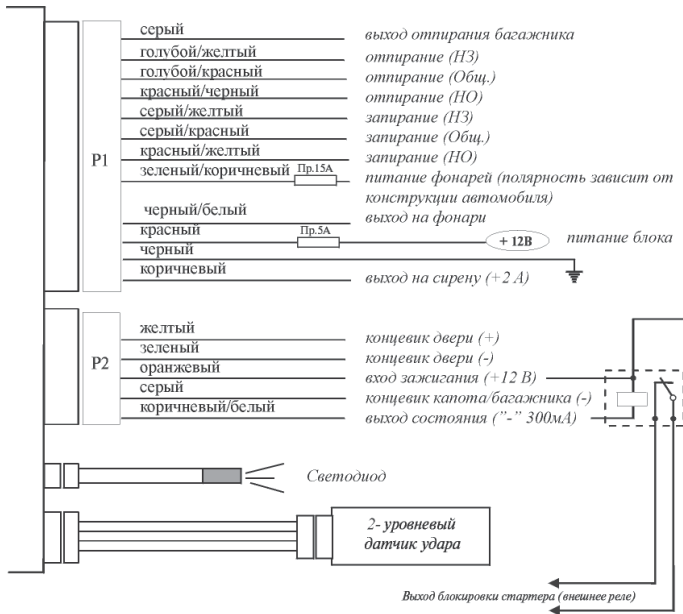 серый выход отпирания багажника
голубой/желтый отпирание (НЗ)
голубой/красный отпирание (Общ.)
красный/черный отпирание (НО)
серый/желтый запирание (НЗ)
серый/красный запирание (Общ.)
P1 красный/желтый запирание (НО)
зеленый/коричневый Пр.15А питание фонарей (полярность зависит от
конструкции автомобиля)
черный/белый выход на фонари
красный Пр.5А + 12В питание блока
черный
коричневый выход на сирену (+2 А)
желтый концевик двери (+)
зеленый концевик двери (-)
P2 оранжевый вход зажигания (+12 В)
серый концевик капота/багажника (-)
коричневый/белый выход состояния ("-" 300мА)
Светодиод
2- уровневый
датчик удара
Выход блокировки стартера (внешнее реле)